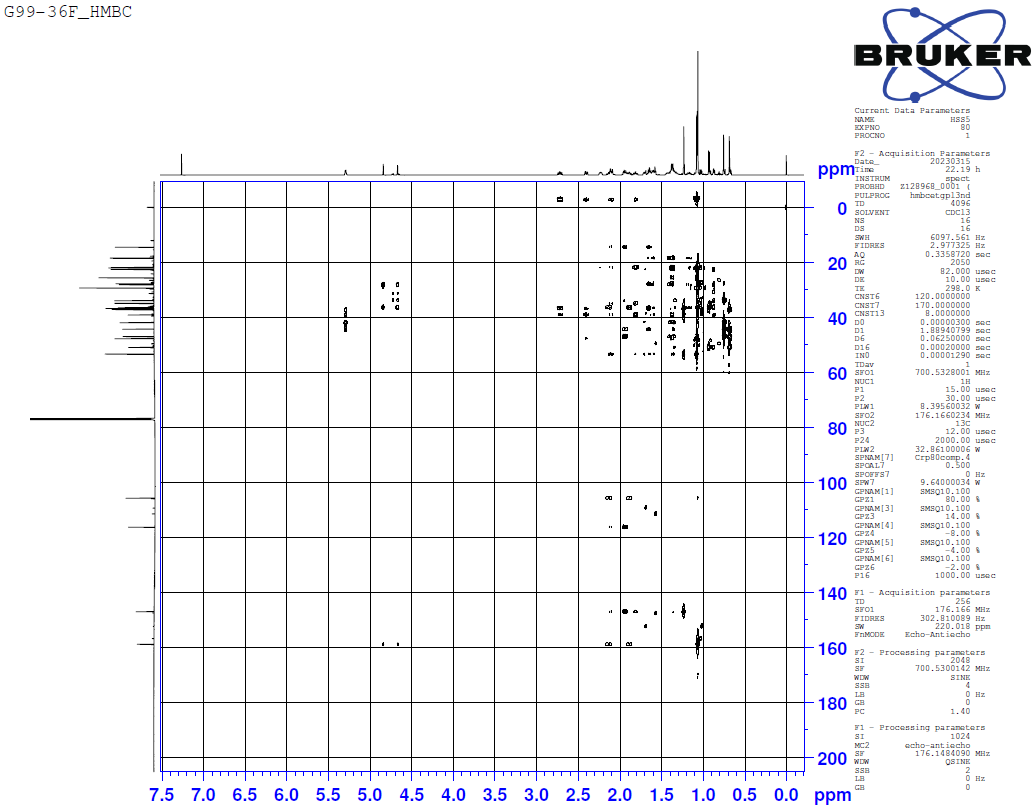 G99-36F_HMBC
BRUKER
Current Data Parameters
NAME HSS5
EXPNO 80
PROCNO 1
F2 - Acquisition Parameters
Date_ 20230315
Time 22.19 h
INSTRUM spect
PROBHD Z128968_0001 (
PULPROG hmbcetgpl3nd
TD 4096
SOLVENT CDCl3
NS 16
DS 16
SWH 6097.561 Hz
FIDRES 2.977325 Hz
AQ 0.3358720 sec
RG 2050
DW 82.000 usec
DE 10.00 usec
TE 298.0 K
CNST6 120.0000000
CNST7 170.0000000
CNST13 8.0000000
D0 0.00000300 sec
D1 1.88940799 sec
D6 0.06250000 sec
D16 0.00020000 sec
IN0 0.00001290 sec
TDav 1
SFO1 700.5328001 MHz
NUC1 1H
P1 15.00 usec
P2 30.00 usec
PLW1 8.39560032 W
SFO2 176.1660234 MHz
NUC2 13C
P3 12.00 usec
P24 2000.00 usec
PLW2 32.86100006 W
SPNAM[7] Crp80comp.4
SPOAL7 0.500
SPOFFS7 0 Hz
SPW7 9.64000034 W
GPNAM[1] SMSQ10.100
GPZ1 80.00 %
GPNAM[3] SMSQ10.100
GPZ3 14.00 %
GPNAM[4] SMSQ10.100
GPZ4 -8.00 %
GPNAM[5] SMSQ10.100
GPZ5 -4.00 %
GPNAM[6] SMSQ10.100
GPZ6 -2.00 %
P16 1000.00 usec
F1 - Acquisition parameters
TD 256
SFO1 176.166 MHz
FIDRES 302.810089 Hz
SW 220.018 ppm
FnMODE Echo-Antiecho
F2 - Processing parameters
SI 2048
SF 700.5300142 MHz
WDW SINE
SSB 4
LB 0 Hz
GB 0
PC 1.40
F1 - Processing parameters
SI 1024
MC2 echo-antiecho
SF 176.1484090 MHz
WDW QSINE
SSB 2
LB 0 Hz
GB 0
ppm
0
20
40
60
80
100
120
140
160
180
200
7.5 7.0 6.5 6.0 5.5 5.0 4.5 4.0 3.5 3.0 2.5 2.0 1.5 1.0 0.5 0.0 ppm